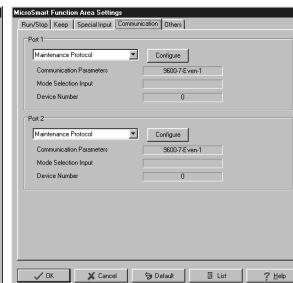 MicroSmart Function Area Settings
Run/Stop Keep Special Input Communication Others
Port 1
Maintenance Protocol Configure
Communication Parameters 9600-7-Even-1
Mode Selection Input
Device Number 0
Port 2
Maintenance Protocol Configure
Communication Parameters 9600-7-Even-1
Mode Selection Input
Device Number 0
OK Cancel Default List ? Help